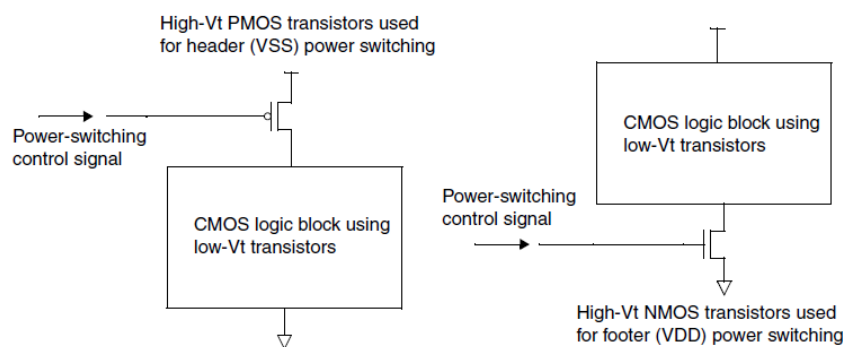 High-Vt PMOS transistors used
for header (VSS) power switching
Power-switching
control signal
CMOS logic block using
low-Vt transistors
CMOS logic block using
low-Vt transistors
Power-switching
control signal
High-Vt NMOS transistors used
for footer (VDD) power switching